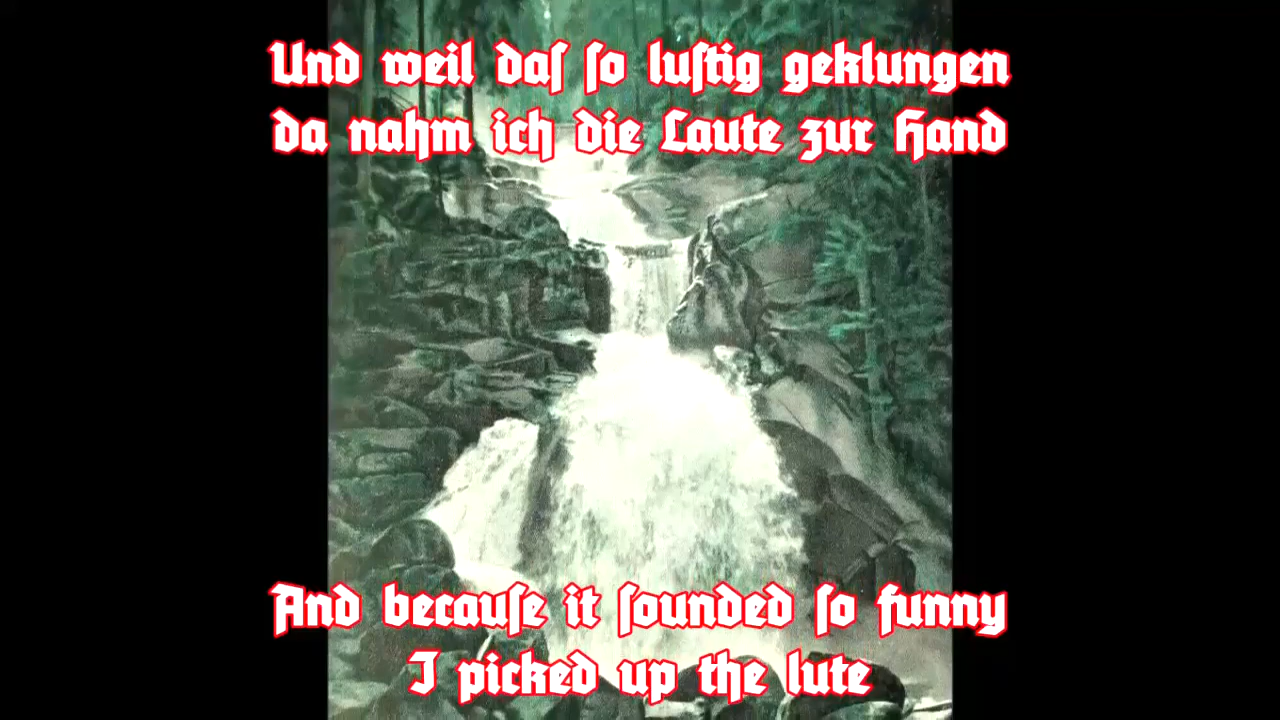 Und weil daſ ſo luſtig geklungen
da nahm ich die Laute zur Hand
And becauſe it ſounded ſo funny
I picked up the lute